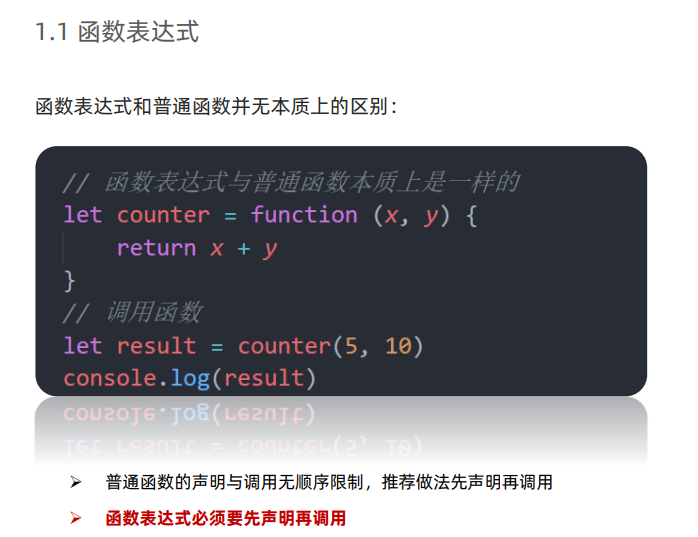 1.1 函数表达式
函数表达式和普通函数并无本质上的区别：
// 函数表达式与普通函数本质上是一样的
let counter = function (x, y) {
    return x + y
}
// 调用函数
let result = counter(5, 10)
console.log(result)
普通函数的声明与调用无顺序限制，推荐做法先声明再调用
函数表达式必须要先声明再调用